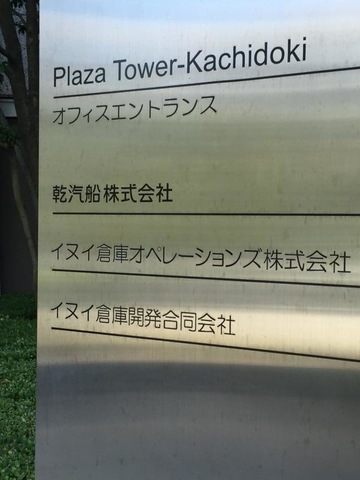 Plaza Tower-Kachidoki
オフィスエントランス
乾汽船株式会社
イヌイ倉庫オペレーションズ株式会社
イヌイ倉庫開発合同会社